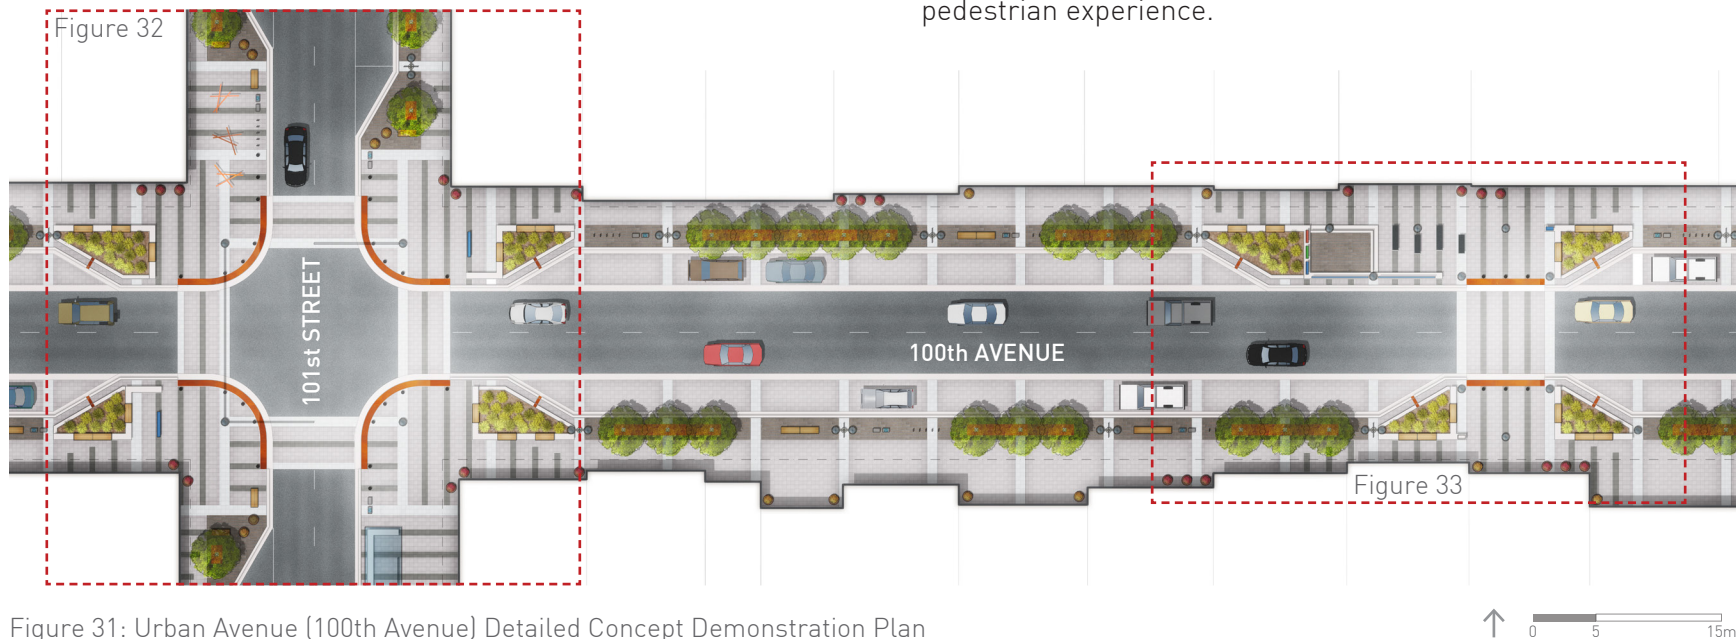 pedestrian experience.
Figure 32
101st STREET
100th AVENUE
Figure 33
Figure 31: Urban Avenue (100th Avenue) Detailed Concept Demonstration Plan
0 5 15m